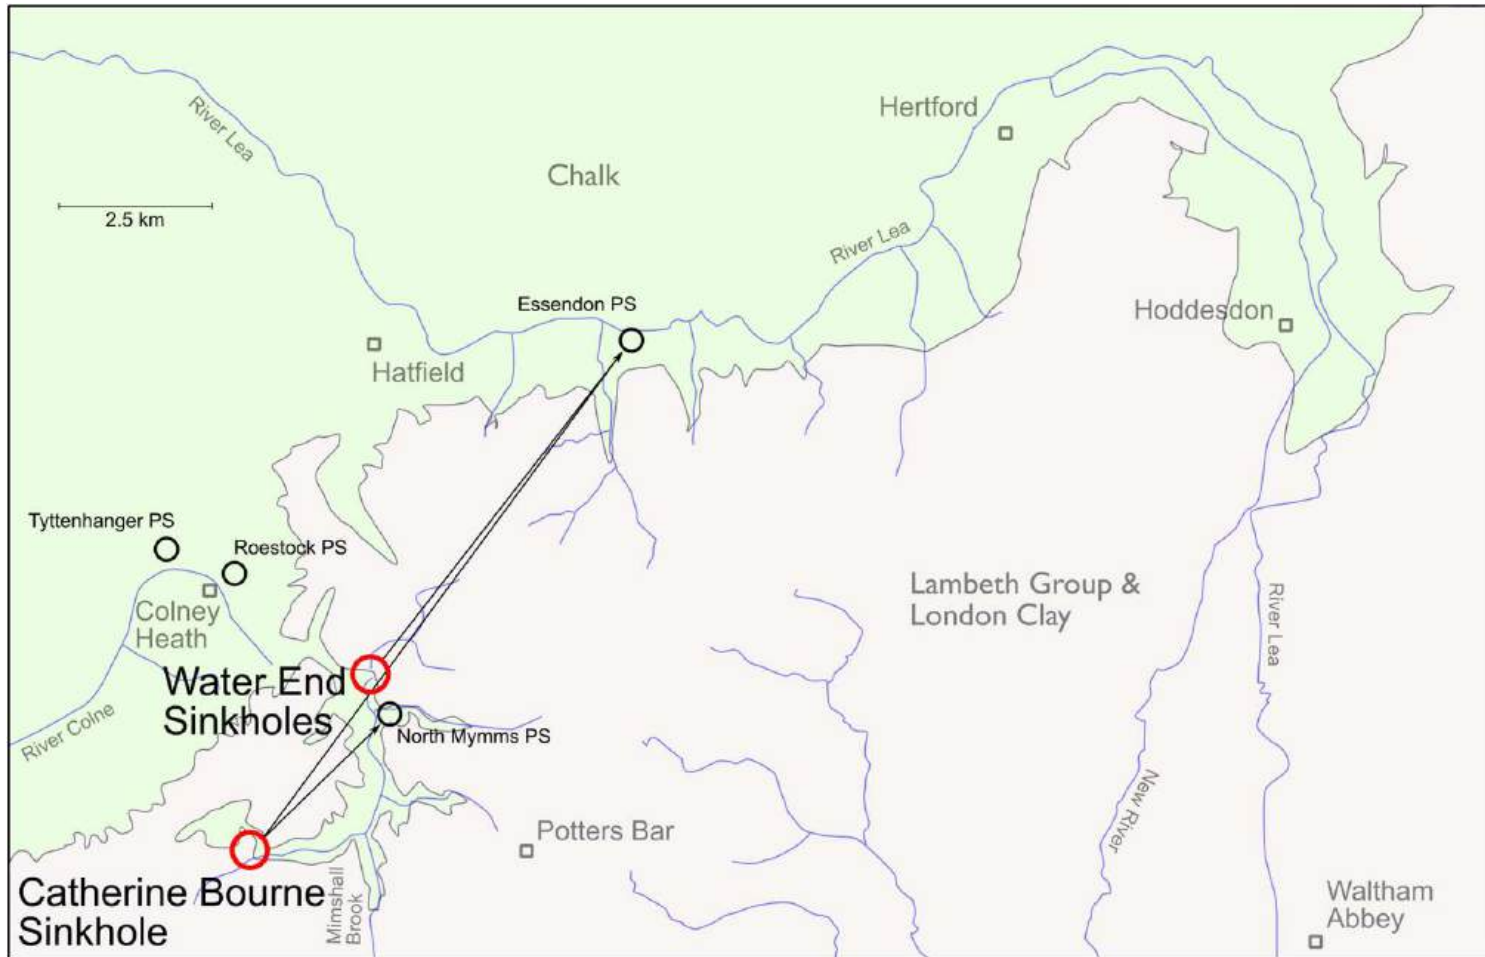 River Lea
Hertford
Chalk
2.5 km
River Lea
Essendon PS
Hoddesdon
Hatfield
Tyttenhanger PS
Roestock PS
Colney
Heath
Lambeth Group &
London Clay
River Lea
Water End
Sinkholes
River Colne
North Mymms PS
New River
Potters Bar
Catherine Bourne
Sinkhole
Mimshall
Brook
Waltham
Abbey